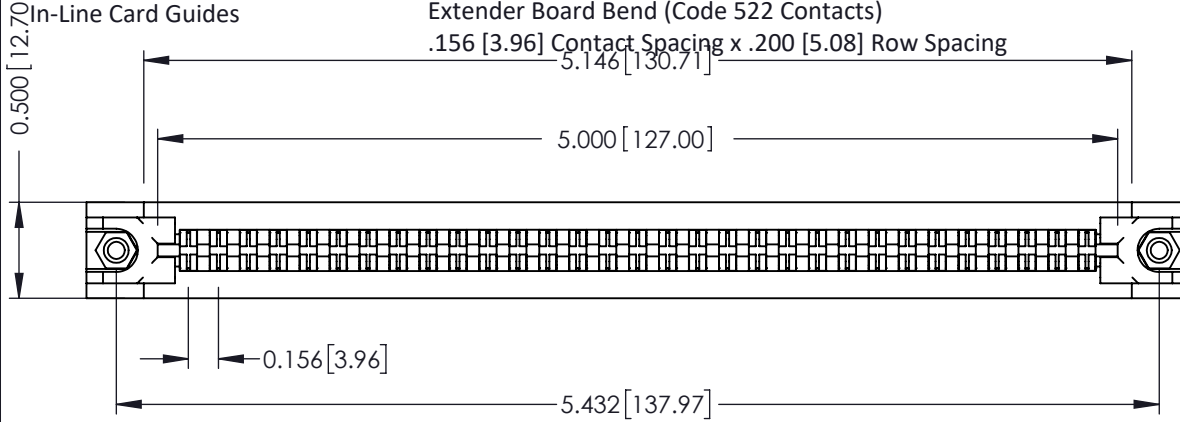 In-Line Card Guides
Extender Board Bend (Code 522 Contacts)
.156 [3.96] Contact Spacing x .200 [5.08] Row Spacing
0.500 [12.70
5.146 [130.71]
5.000 [127.00]
0.156 [3.96]
5.432 [137.97]